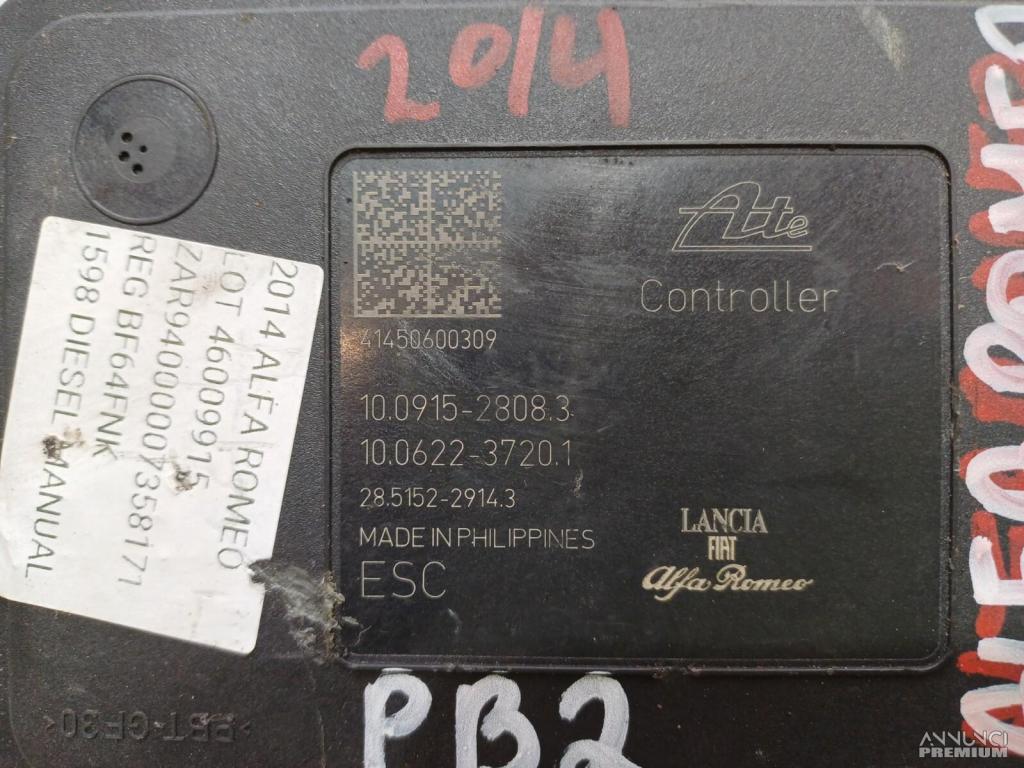 2014
Ate
Controller
41450600309
10.0915-2808.3
10.0622-3720.1
28.5152-2914.3
MADE IN PHILIPPINES
ESC
LANCIA
FIAT
Alfa Romeo
2014 ALFA ROMEO
LOT 46009915
ZAR94000007358171
REG BF64FNK
1598 DIESEL MANUAL
>PBT-GF30<
PB2
ALFA ROMEO
ANNUNCI
PREMIUM